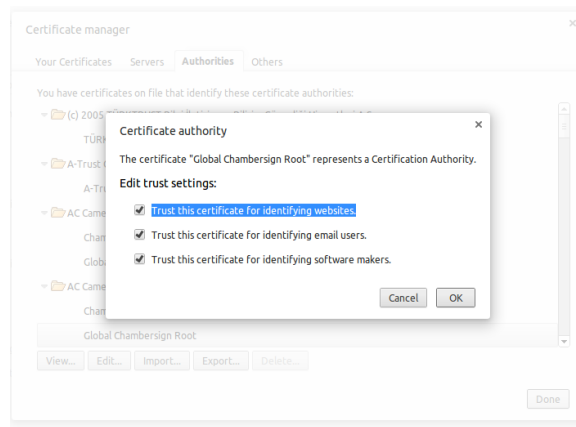 Certificate manager
Your Certificates Servers Authorities Others
You have certificates on file that identify these certificate authorities:
(c) 2005
TÜRK
A-Trust
A-Tru
AC Came
Cham
Globa
AC Came
Cham
Global Chambersign Root
View... Edit... Import... Export... Delete...
Done
Certificate authority
The certificate "Global Chambersign Root" represents a Certification Authority.
Edit trust settings:
Trust this certificate for identifying websites.
Trust this certificate for identifying email users.
Trust this certificate for identifying software makers.
Cancel OK